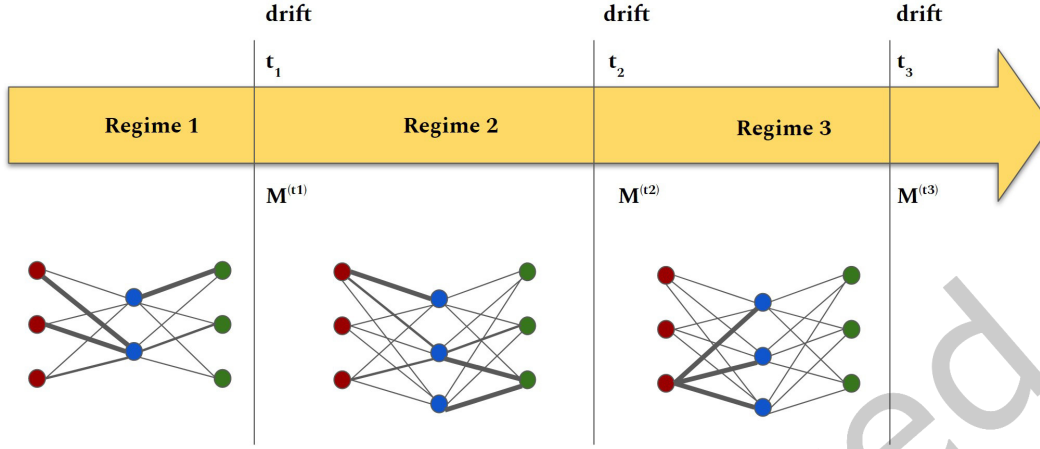 drift drift drift
t1 t2 t3
Regime 1 Regime 2 Regime 3
M(t1) M(t2) M(t3)